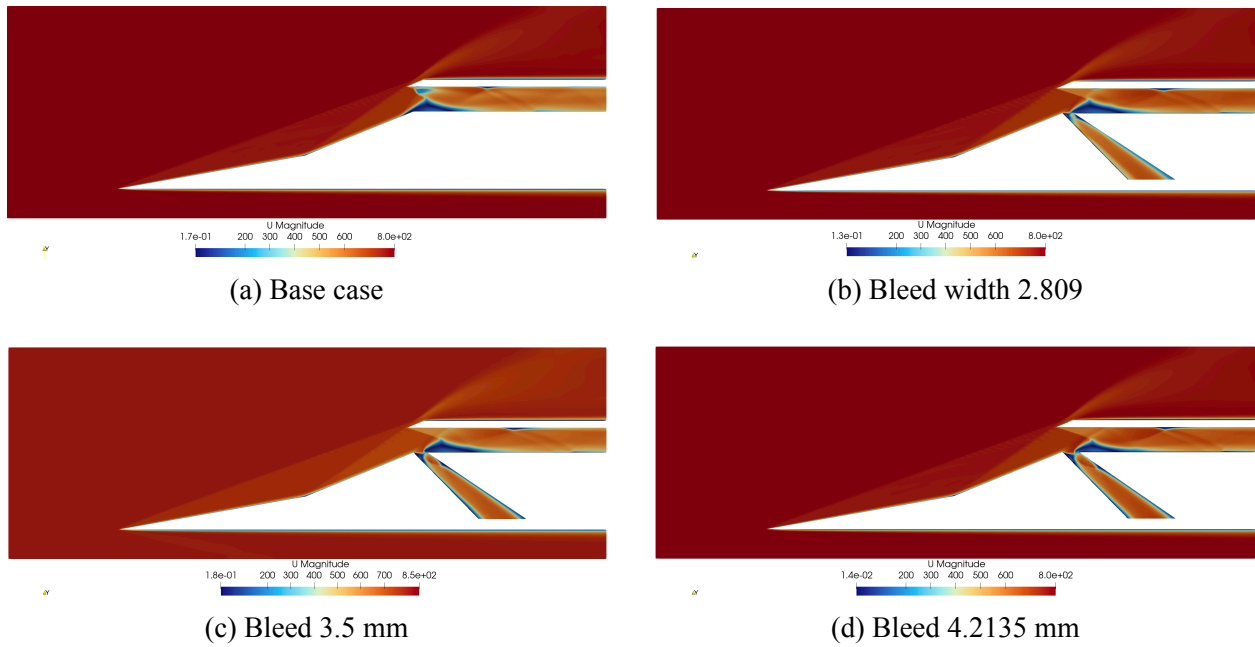 U Magnitude
1.7e-01 200 300 400 500 600 8.0e+02
Y
(a) Base case
U Magnitude
1.3e-01 200 300 400 500 600 8.0e+02
Y
(b) Bleed width 2.809
U Magnitude
1.8e-01 200 300 400 500 600 700 8.5e+02
Y
(c) Bleed 3.5 mm
U Magnitude
1.4e-02 200 300 400 500 600 8.0e+02
Y
(d) Bleed 4.2135 mm